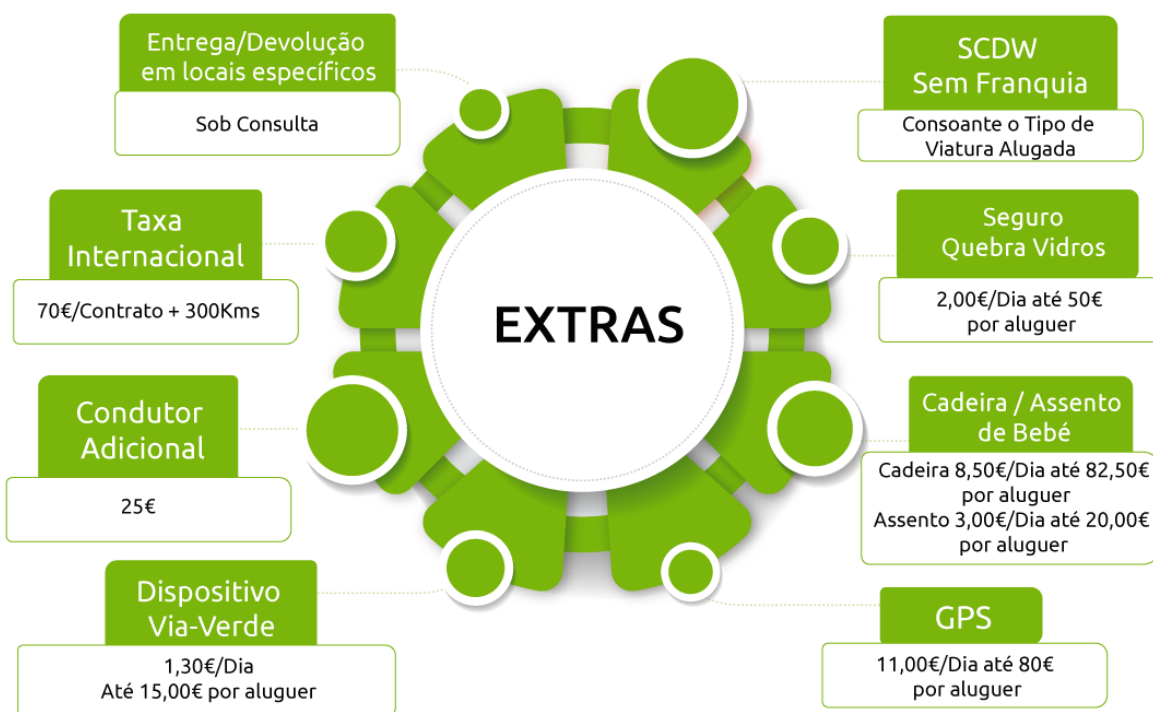 Entrega/Devolução
em locais específicos
Sob Consulta
Taxa
Internacional
70€/Contrato + 300Kms
Condutor
Adicional
25€
Dispositivo
Via-Verde
1,30€/Dia
Até 15,00€ por aluguer
EXTRAS
SCDW
Sem Franquia
Consoante o Tipo de
Viatura Alugada
Seguro
Quebra Vidros
2,00€/Dia até 50€
por aluguer
Cadeira / Assento
de Bebé
Cadeira 8,50€/Dia até 82,50€
por aluguer
Assento 3,00€/Dia até 20,00€
por aluguer
GPS
11,00€/Dia até 80€
por aluguer